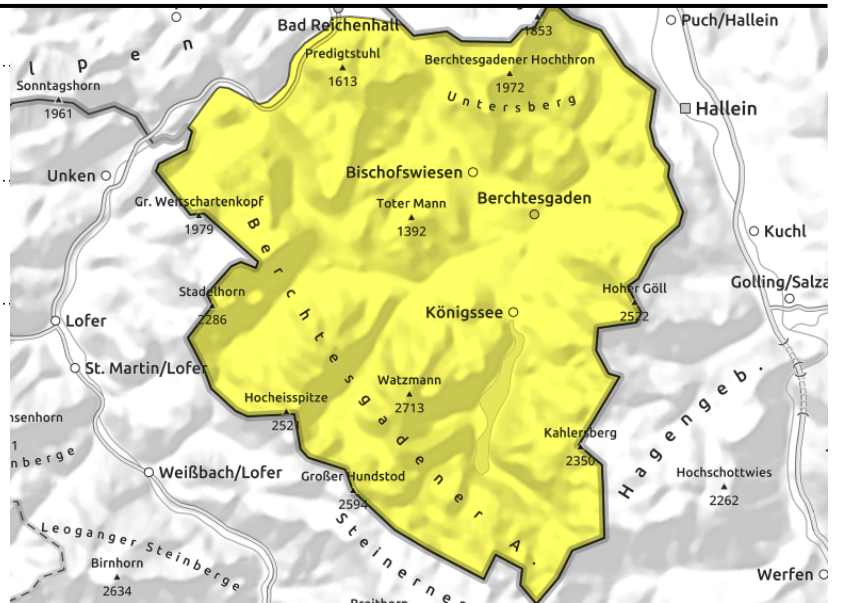 1853
Puch/Hallein
Bad Reichenhall
Predigtstuhl
1613
Berchtesgadener Hochthron
1972
Untersberg
l p e n
Sonntagshorn
1961
Hallein
Unken
Bischofswiesen
Berchtesgaden
Gr. Weitschartenkopf
1979
Toter Mann
1392
Kuchl
Golling/Salza
Stadelhorn
2286
Hoher Göll
2522
Königssee
Lofer
St. Martin/Lofer
Berchtesgadener A.
Watzmann
2713
Hocheisspitze
2521
Hagengeb.
nsenhorn
1
nberge
Kahlersberg
2350
Weißbach/Lofer
Großer Hundstod
2594
Hochschottwies
2262
Leoganger Steinberge
Steinernes
Birnhorn
2634
Werfen